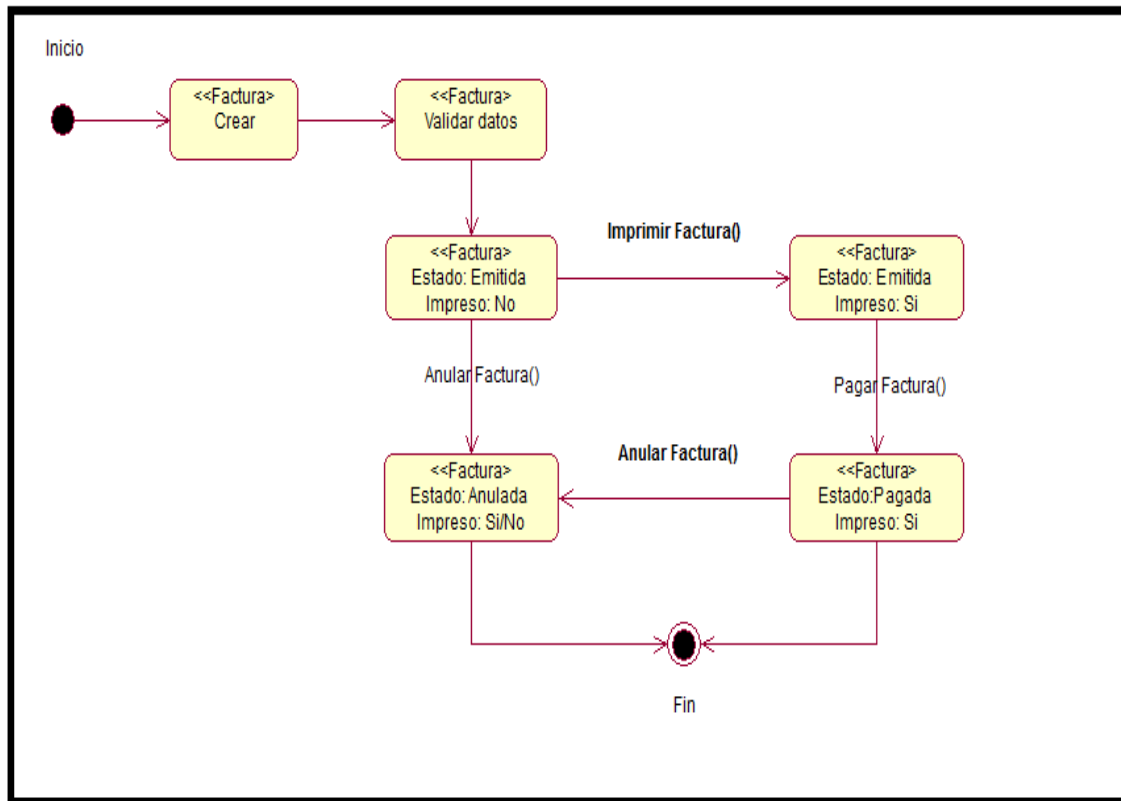 Inicio
<<Factura>
Crear
<<Factura>
Validar datos
<<Factura>
Estado: Emitida
Impreso: No
Imprimir Factura()
<<Factura>
Estado: Emitida
Impreso: Si
Anular Factura()
Pagar Factura()
<<Factura>
Estado: Anulada
Impreso: Si/No
Anular Factura()
<<Factura>
Estado:Pagada
Impreso: Si
Fin